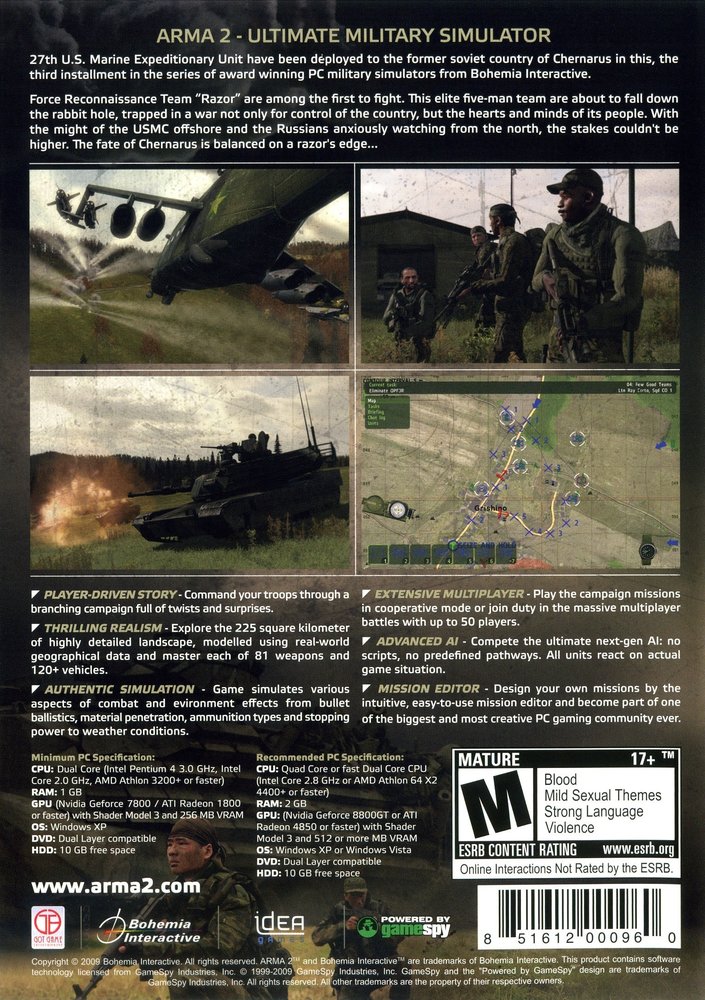 ARMA 2 - ULTIMATE MILITARY SIMULATOR
27th U.S. Marine Expeditionary Unit have been deployed to the former soviet country of Chernarus in this, the
third installment in the series of award winning PC military simulators from Bohemia Interactive.
Force Reconnaissance Team “Razor” are among the first to fight. This elite five-man team are about to fall down
the rabbit hole, trapped in a war not only for control of the country, but the hearts and minds of its people. With
the might of the USMC offshore and the Russians anxiously watching from the north, the stakes couldn't be
higher. The fate of Chernarus is balanced on a razor's edge...
Current task:
Eliminate OPFOR
04: Few Good Teams
Map
Tasks
Briefing
Units
Grishino
SEIZE AND HOLD
PLAYER-DRIVEN STORY - Command your troops through a
branching campaign full of twists and surprises.
THRILLING REALISM - Explore the 225 square kilometer
of highly detailed landscape, modelled using real-world
geographical data and master each of 81 weapons and
120+ vehicles.
AUTHENTIC SIMULATION - Game simulates various
aspects of combat and evironment effects from bullet
ballistics, material penetration, ammunition types and stopping
power to weather conditions.
EXTENSIVE MULTIPLAYER - Play the campaign missions
in cooperative mode or join duty in the massive multiplayer
battles with up to 50 players.
ADVANCED AI - Compete the ultimate next-gen AI: no
scripts, no predefined pathways. All units react on actual
game situation.
MISSION EDITOR - Design your own missions by the
intuitive, easy-to-use mission editor and become part of one
of the biggest and most creative PC gaming community ever.
Minimum PC Specification:
CPU: Dual Core (Intel Pentium 4 3.0 GHz, Intel
Core 2.0 GHz, AMD Athlon 3200+ or faster)
RAM: 1 GB
GPU (Nvidia Geforce 7800 / ATI Radeon 1800
or faster) with Shader Model 3 and 256 MB VRAM
OS: Windows XP
DVD: Dual Layer compatible
HDD: 10 GB free space
Recommended PC Specification:
CPU: Quad Core or fast Dual Core CPU
(Intel Core 2.8 GHz or AMD Athlon 64 X2
4400+ or faster)
RAM: 2 GB
GPU: (Nvidia Geforce 8800GT or ATI
Radeon 4850 or faster) with Shader
Model 3 and 512 or more MB VRAM
OS: Windows XP or Windows Vista
DVD: Dual Layer compatible
HDD: 10 GB free space
MATURE 17+ ™
M
Blood
Mild Sexual Themes
Strong Language
Violence
ESRB CONTENT RATING www.esrb.org
Online Interactions Not Rated by the ESRB.
www.arma2.com
GOT GAME
Bohemia
Interactive
iDEA
games
POWERED BY
gamespy
8 51612 00096 0
Copyright © 2009 Bohemia Interactive. All rights reserved. ARMA 2™ and Bohemia Interactive™ are trademarks of Bohemia Interactive. This product contains software
technology licensed from GameSpy Industries, Inc. © 1999-2009 GameSpy Industries, Inc. GameSpy and the "Powered by GameSpy" design are trademarks of
GameSpy Industries, Inc. All rights reserved. All other trademarks are the property of their respective owners.